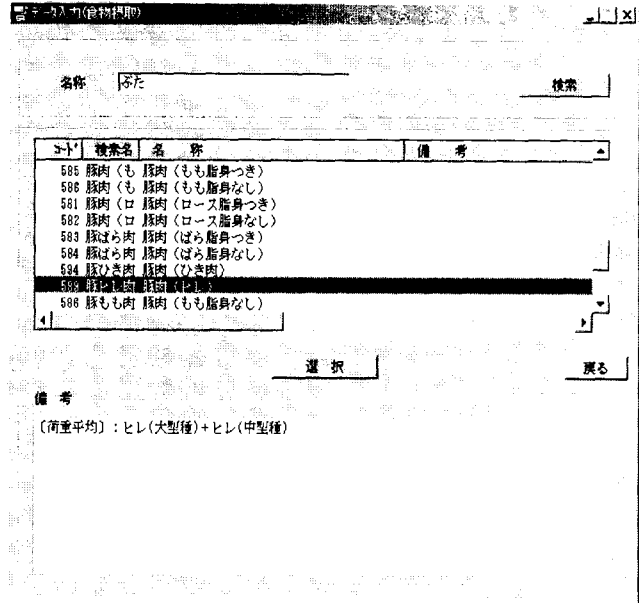 データ入力(食物摂取)
名称 ぶた 検索
コード 検索名 名 称 備 考
585 豚肉（も 豚肉（もも脂身つき）
586 豚肉（も 豚肉（もも脂身なし）
581 豚肉（ロ 豚肉（ロース脂身つき）
582 豚肉（ロ 豚肉（ロース脂身なし）
583 豚ばら肉 豚肉（ばら脂身つき）
584 豚ばら肉 豚肉（ばら脂身なし）
594 豚ひき肉 豚肉（ひき肉）
豚ヒレ肉 豚肉（ヒレ）
586 豚もも肉 豚肉（もも脂身なし）
選 択 戻る
備 考
〔荷重平均〕：ヒレ(大型種)+ヒレ(中型種)